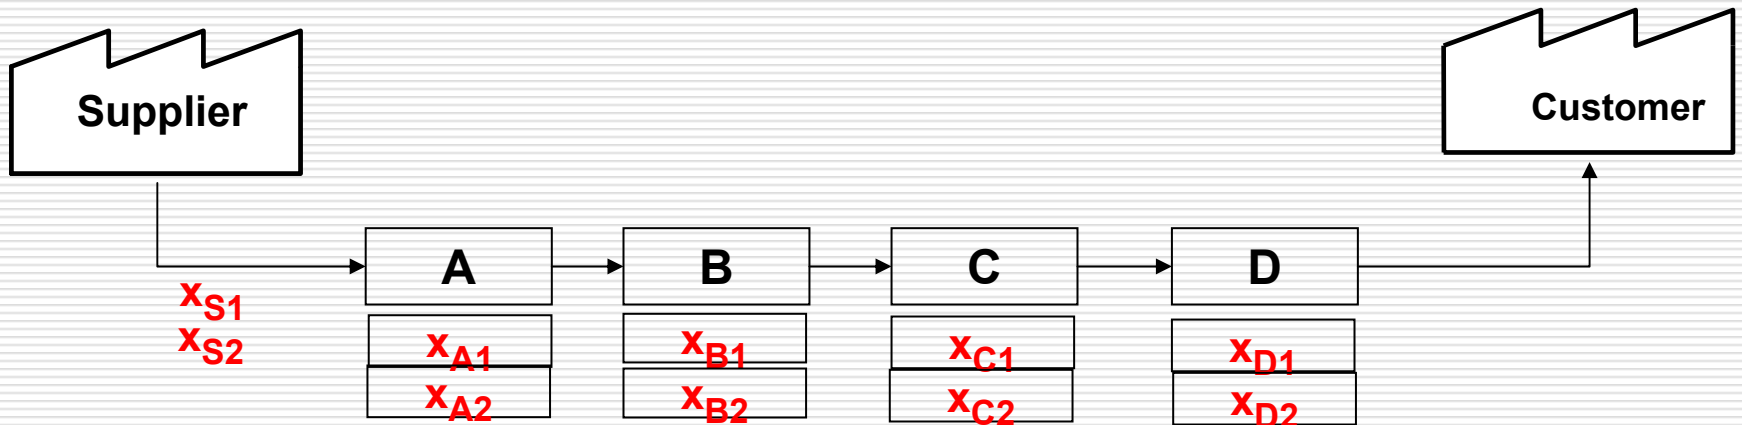 Supplier
Customer
A
B
C
D
xS1
xS2
xA1
xB1
xC1
xD1
xA2
xB2
xC2
xD2